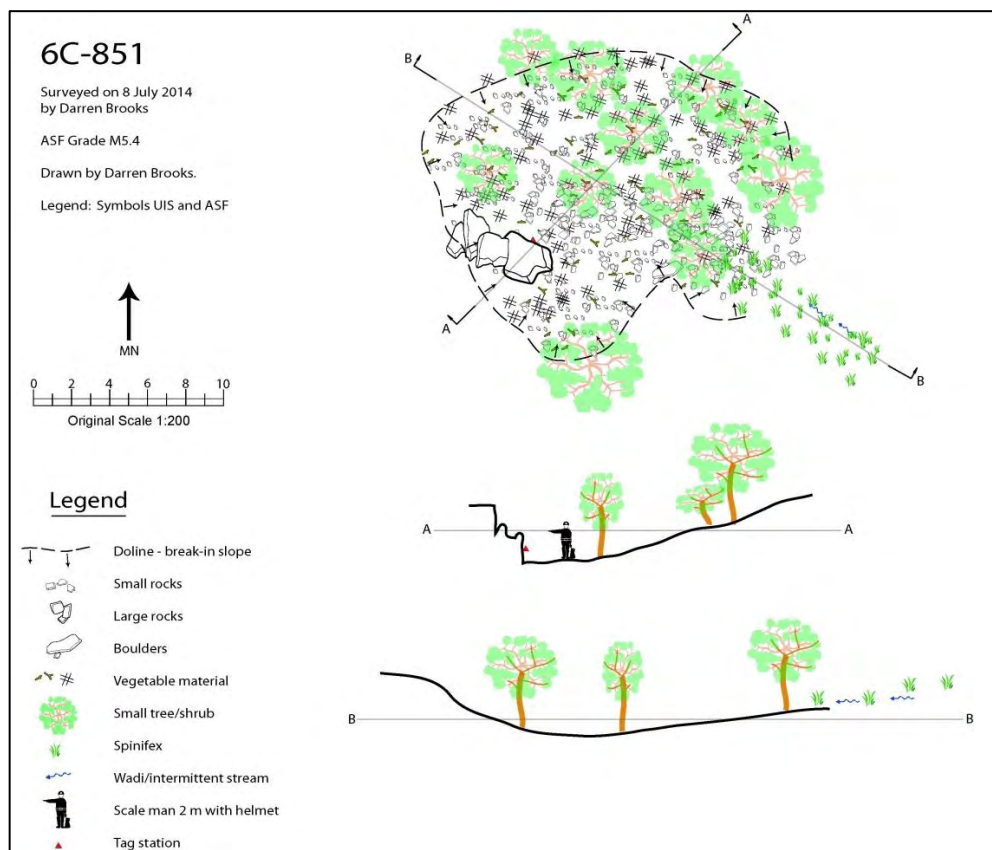 6C-851
Surveyed on 8 July 2014
by Darren Brooks
ASF Grade M5.4
Drawn by Darren Brooks.
Legend: Symbols UIS and ASF
MN
0 2 4 6 8 10
Original Scale 1:200
Legend
Doline - break-in slope
Small rocks
Large rocks
Boulders
Vegetable material
Small tree/shrub
Spinifex
Wadi/intermittent stream
Scale man 2 m with helmet
Tag station
A
B
A
B
A A
B B